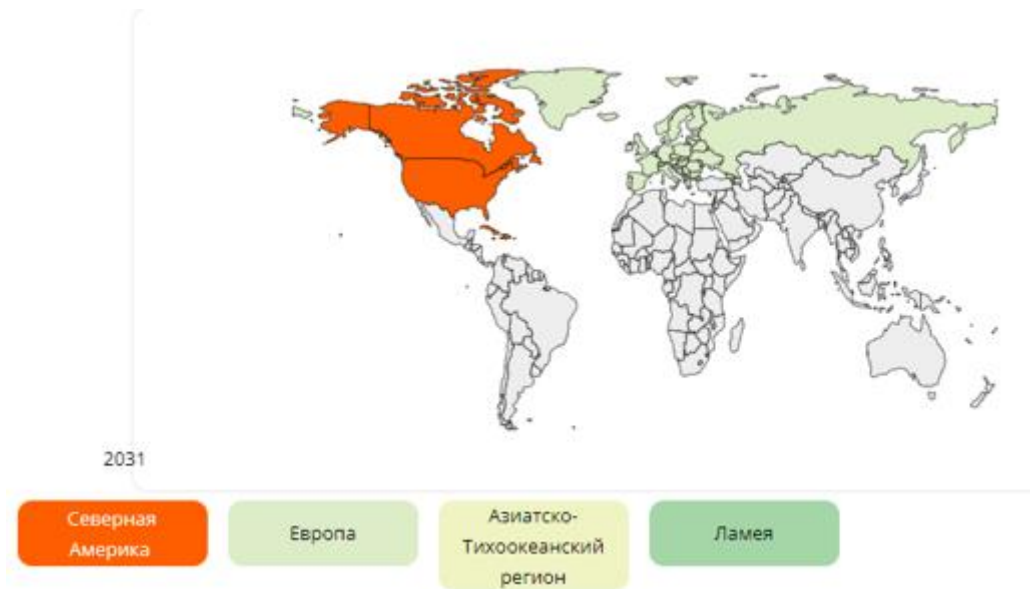 2031
Северная
Америка
Европа
Азиатско-
Тихоокеанский
регион
Ламея